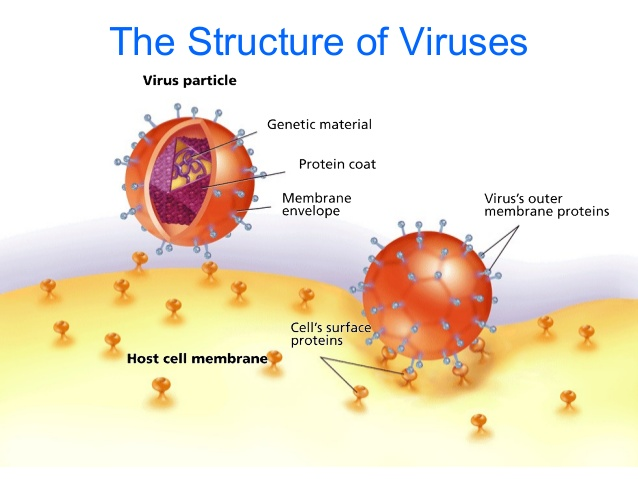 The Structure of Viruses
Virus particle
Genetic material
Protein coat
Membrane
envelope
Virus's outer
membrane proteins
Cell's surface
proteins
Host cell membrane